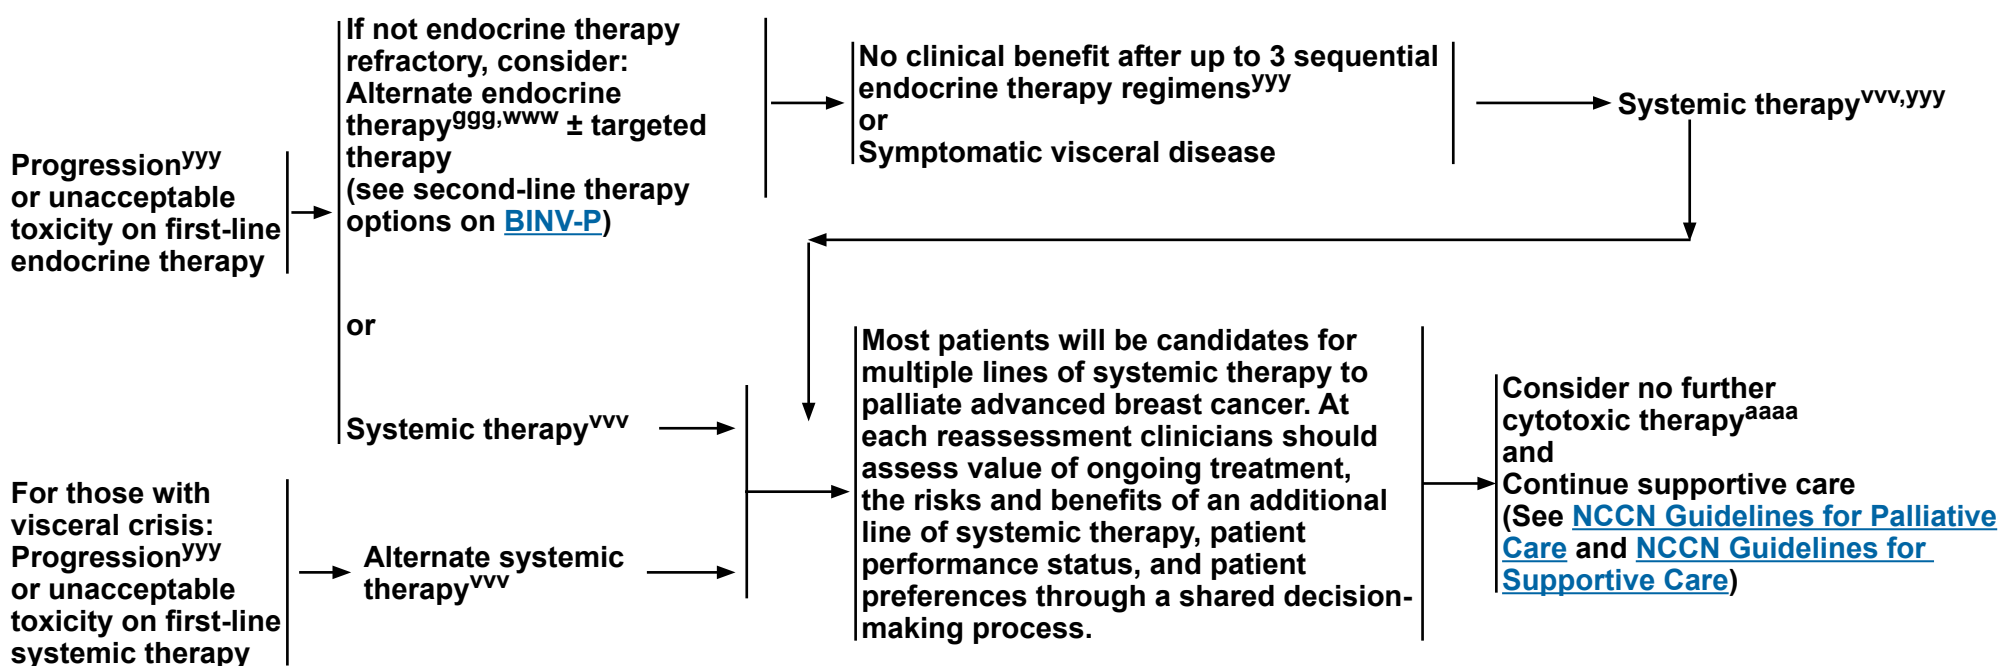 Progressionyyy
or unacceptable
toxicity on first-line
endocrine therapy
If not endocrine therapy
refractory, consider:
Alternate endocrine
therapyggg,www ± targeted
therapy
(see second-line therapy
options on BINV-P)
or
Systemic therapyvvv
No clinical benefit after up to 3 sequential
endocrine therapy regimensyyy
or
Symptomatic visceral disease
Systemic therapyvvv,yyy
For those with
visceral crisis:
Progressionyyy
or unacceptable
toxicity on first-line
systemic therapy
Alternate systemic
therapyvvv
Most patients will be candidates for
multiple lines of systemic therapy to
palliate advanced breast cancer. At
each reassessment clinicians should
assess value of ongoing treatment,
the risks and benefits of an additional
line of systemic therapy, patient
performance status, and patient
preferences through a shared decision-
making process.
Consider no further
cytotoxic therapyaaaa
and
Continue supportive care
(See NCCN Guidelines for Palliative
Care and NCCN Guidelines for
Supportive Care)